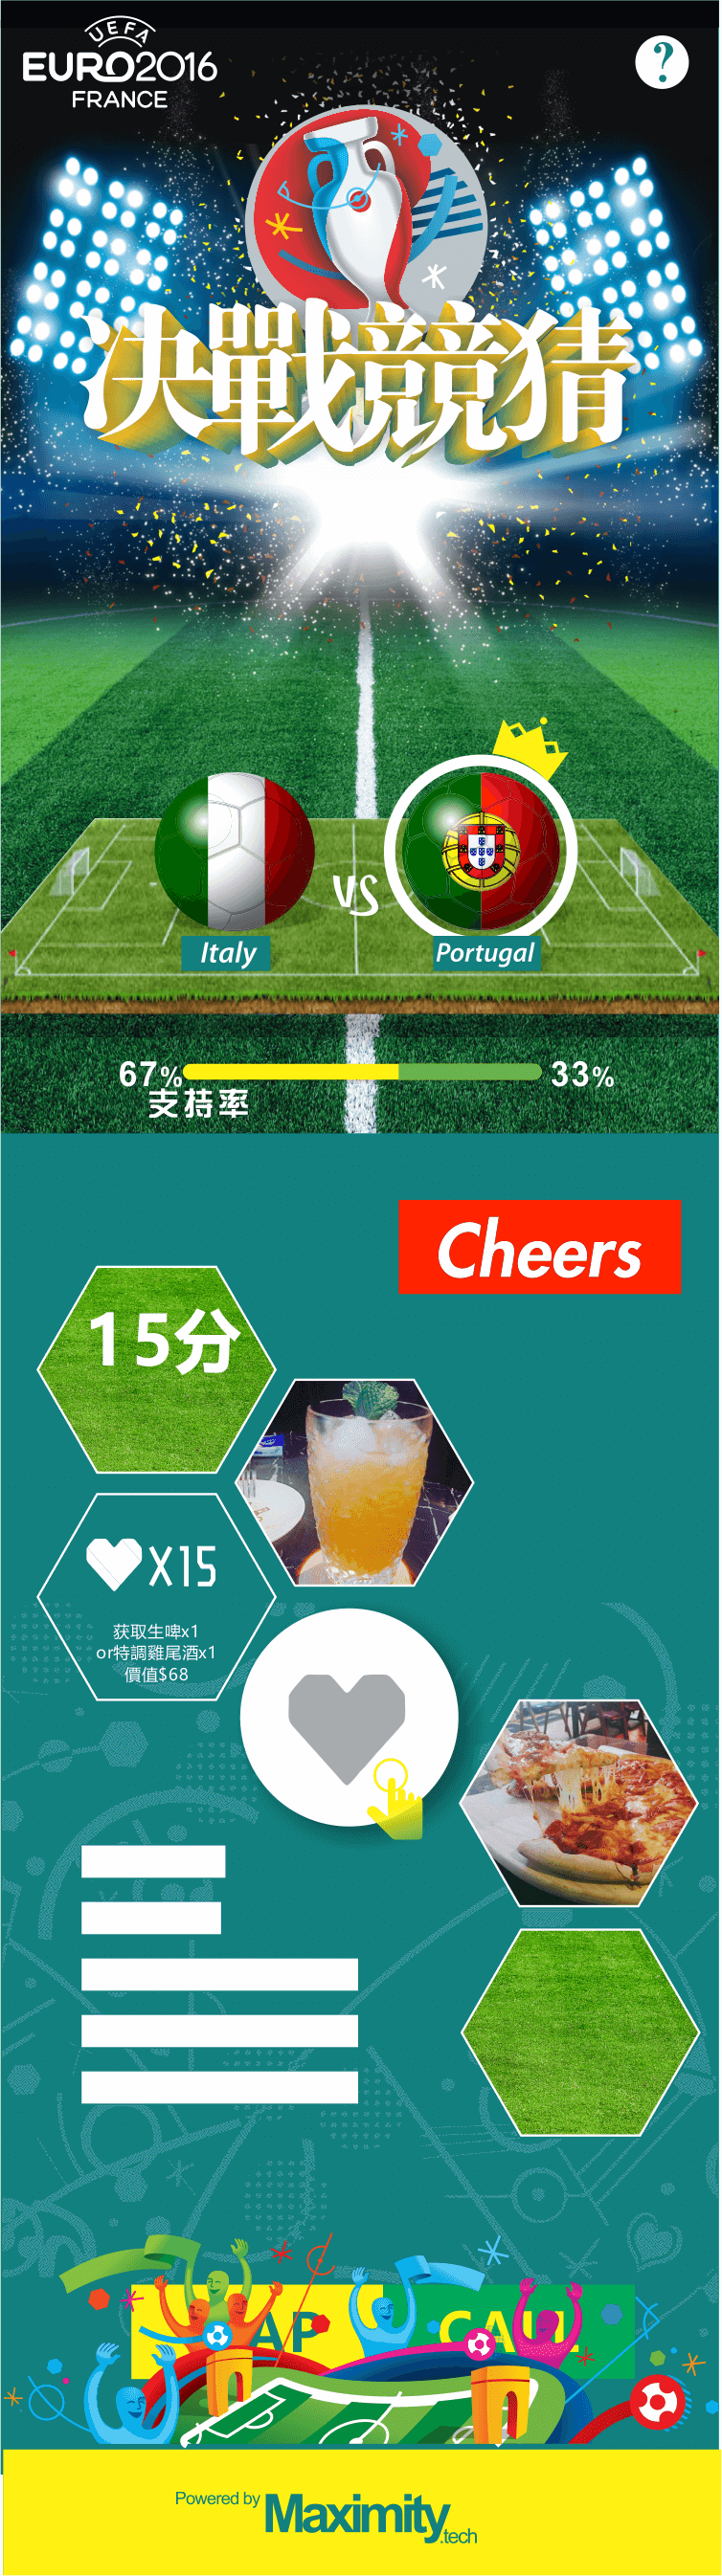 UEFA
EURO2016
FRANCE
?
決戰競猜
VS
Italy
Portugal
67%
33%
支持率
Cheers
15分
X15
获取生啤x1
or特調雞尾酒x1
價值$68
AP
CALL
Powered by Maximity.tech